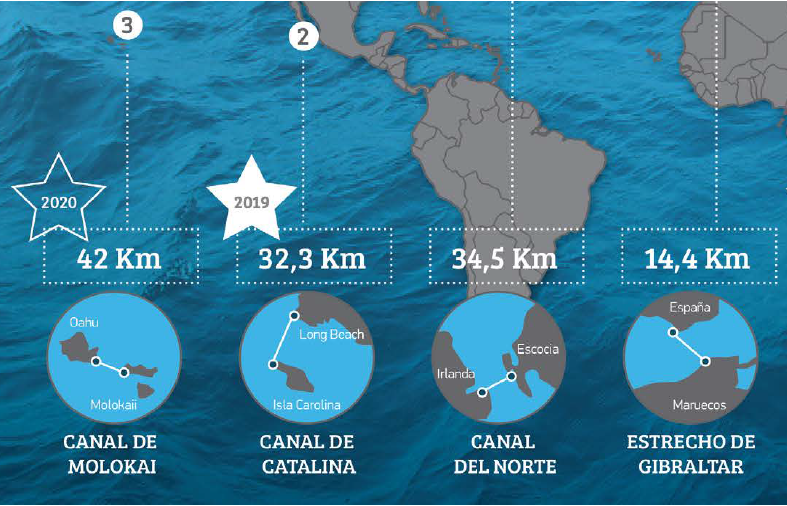 3
2
2020
2019
42 Km
32,3 Km
34,5 Km
14,4 Km
Oahu
Molokaii
Long Beach
Isla Carolina
Irlanda
Escocia
España
Maruecos
CANAL DE
MOLOKAI
CANAL DE
CATALINA
CANAL
DEL NORTE
ESTRECHO DE
GIBRALTAR